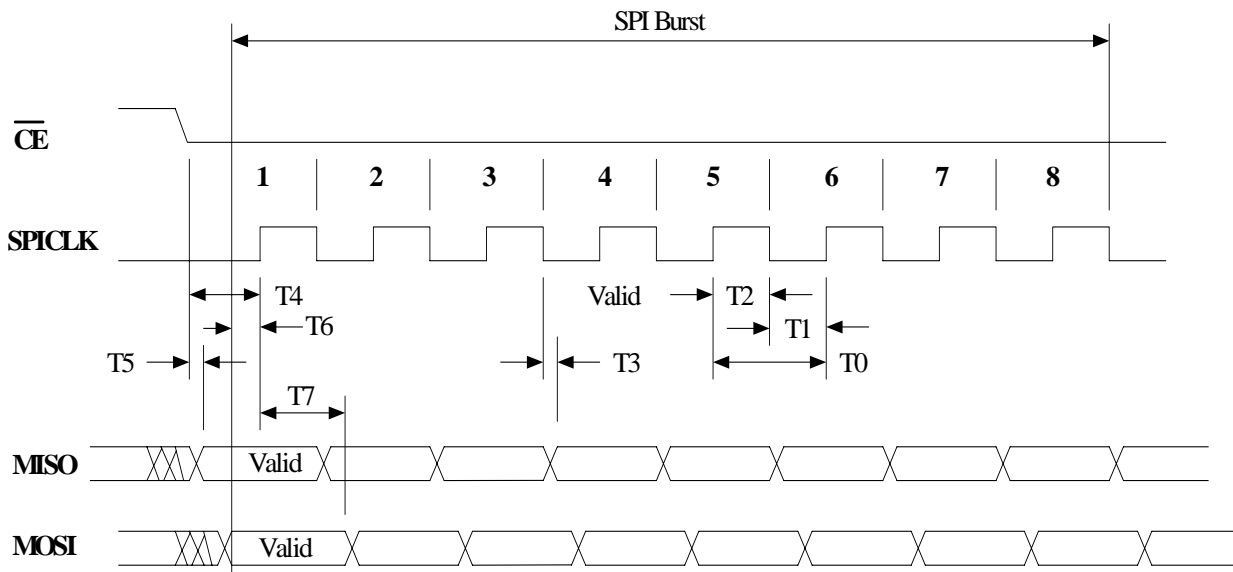 SPI Burst
CE
1 2 3 4 5 6 7 8
SPICLK
T4 Valid T2
T6 T1
T5 T3 T0
T7
MISO Valid
MOSI Valid